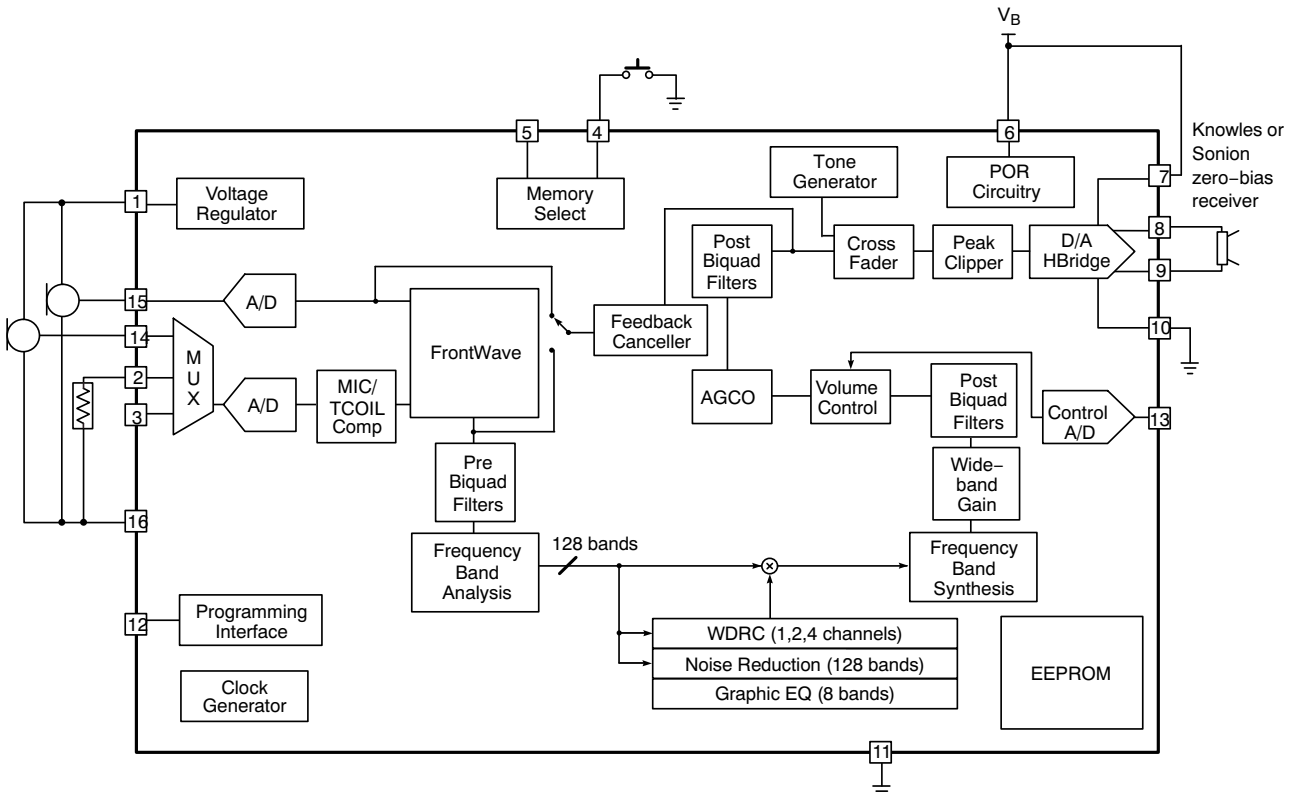 VB
5
4
6
Knowles or
Sonion
zero−bias
receiver
Tone
Generator
POR
Circuitry
7
1
Voltage
Regulator
Memory
Select
8
Post
Biquad
Filters
Cross
Fader
Peak
Clipper
D/A
HBridge
9
15
A/D
14
FrontWave
Feedback
Canceller
10
M
U
X
2
3
A/D
MIC/
TCOIL
Comp
AGCO
Volume
Control
Post
Biquad
Filters
Control
A/D
13
Pre
Biquad
Filters
Wide−
band
Gain
16
Frequency
Band
Analysis
128 bands
×
Frequency
Band
Synthesis
12
Programming
Interface
WDRC (1,2,4 channels)
Noise Reduction (128 bands)
Graphic EQ (8 bands)
EEPROM
Clock
Generator
11